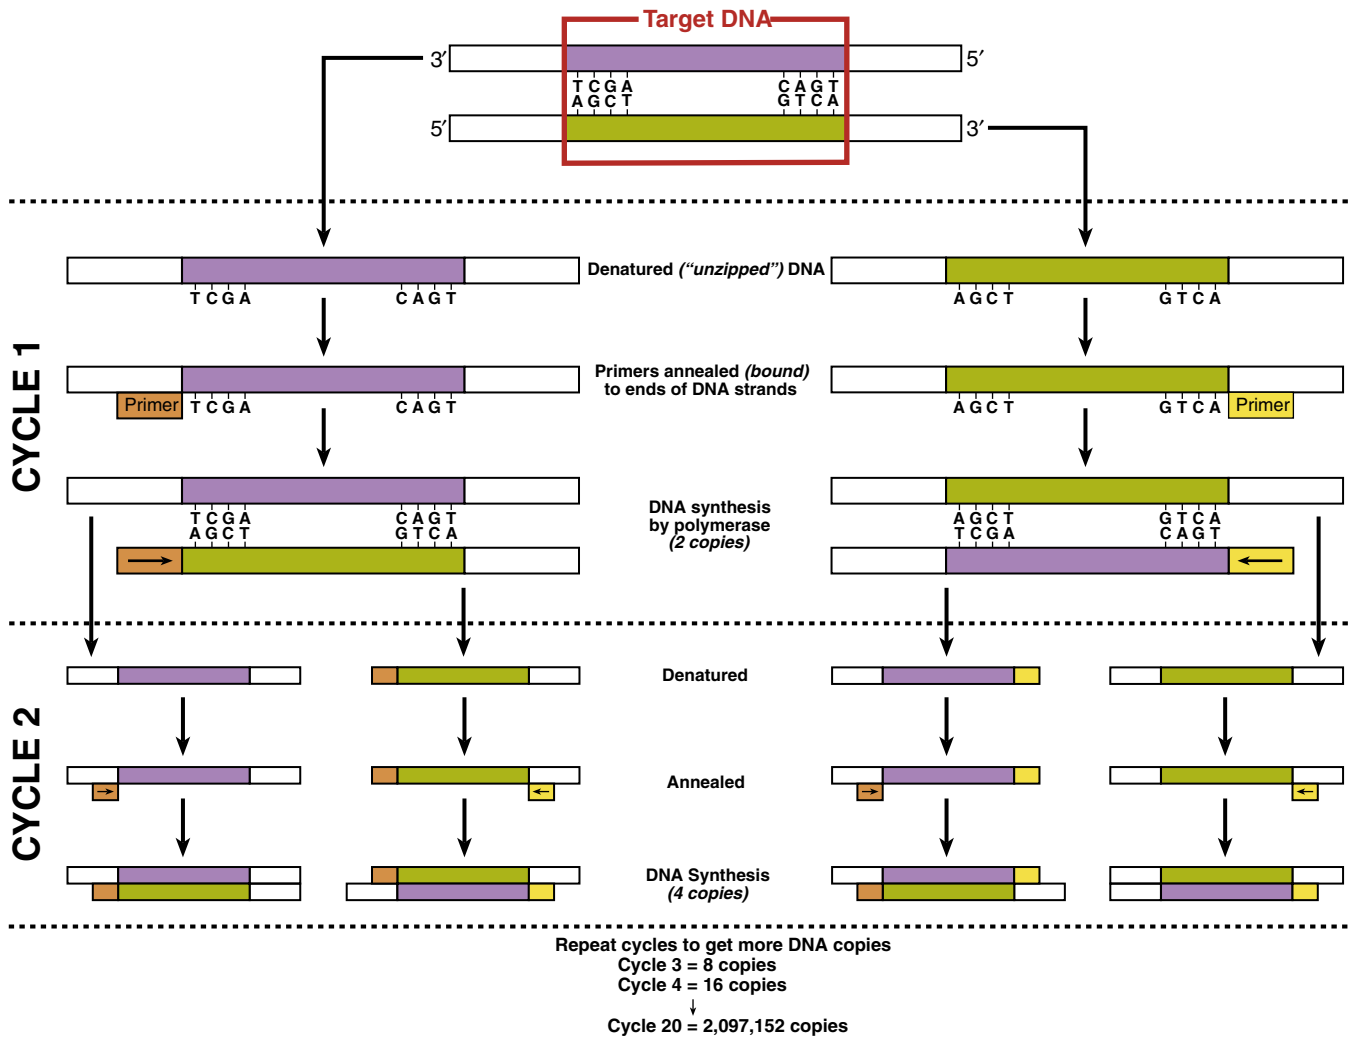 Target DNA
3′ 5′
T C G A C A G T
A G C T G T C A
5′ 3′
CYCLE 1
Denatured (“unzipped”) DNA
T C G A C A G T
A G C T G T C A
Primers annealed (bound)
to ends of DNA strands
Primer T C G A C A G T
A G C T G T C A Primer
DNA synthesis
by polymerase
(2 copies)
T C G A C A G T
A G C T G T C A
A G C T G T C A
T C G A C A G T
CYCLE 2
Denatured
Annealed
DNA Synthesis
(4 copies)
Repeat cycles to get more DNA copies
Cycle 3 = 8 copies
Cycle 4 = 16 copies
Cycle 20 = 2,097,152 copies